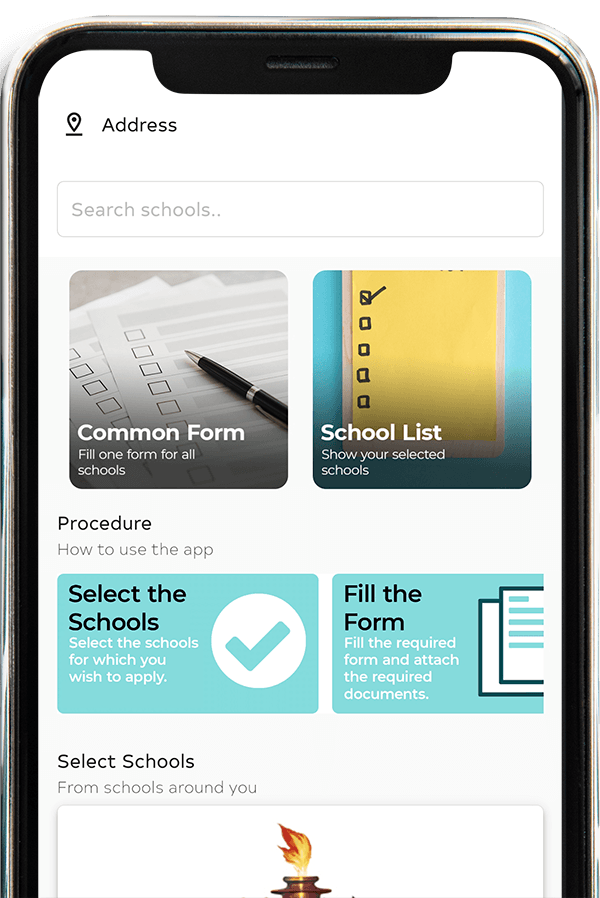 Address
Search schools..
Common Form
Fill one form for all
schools
School List
Show your selected
schools
Procedure
How to use the app
Select the
Schools
Select the schools
for which you
wish to apply.
Fill the
Form
Fill the required
form and attach
the required
documents.
Select Schools
From schools around you